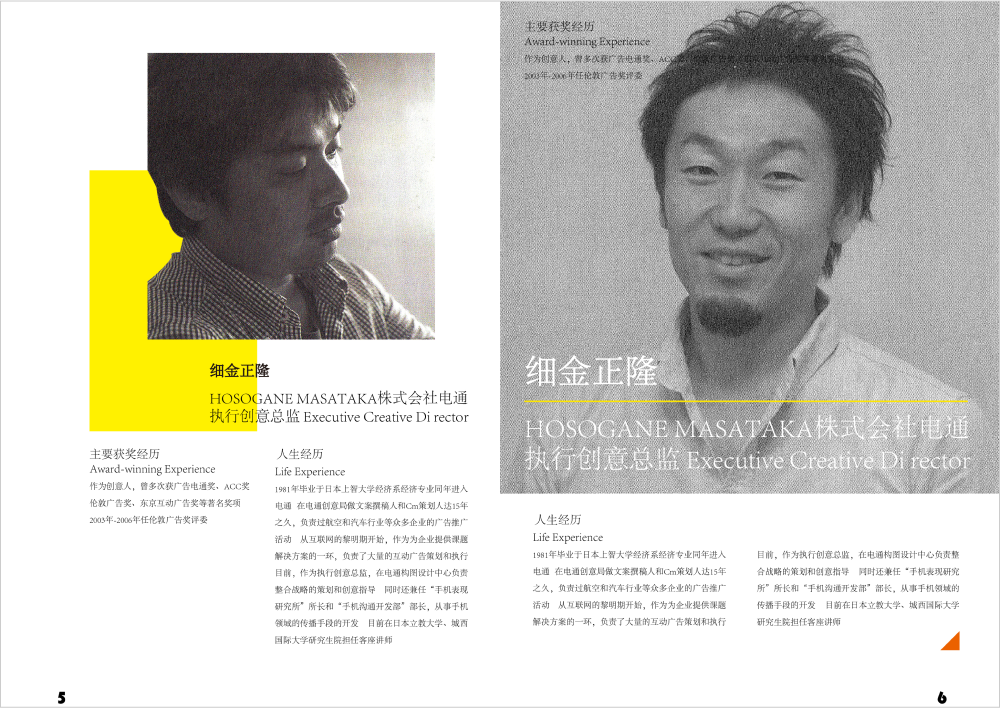 细金正隆
HOSOGANE MASATAKA株式会社电通
执行创意总监 Executive Creative Di rector
主要获奖经历
Award-winning Experience
作为创意人，曾多次获广告电通奖、ACC奖
伦敦广告奖、东京互动广告奖等著名奖项
2003年-2006年任伦敦广告奖评委
人生经历
Life Experience
1981年毕业于日本上智大学经济系经济专业同年进入
电通 在电通创意局做文案撰稿人和Cm策划人达15年
之久，负责过航空和汽车行业等众多企业的广告推广
活动 从互联网的黎明期开始，作为为企业提供课题
解决方案的一环，负责了大量的互动广告策划和执行
目前，作为执行创意总监，在电通构图设计中心负责
整合战略的策划和创意指导 同时还兼任“手机表现
研究所”所长和“手机沟通开发部”部长，从事手机
领域的传播手段的开发 目前在日本立教大学、城西
国际大学研究生院担任客座讲师
5
主要获奖经历
Award-winning Experience
作为创意人，曾多次获广告电通奖、ACC
2003年-2006年任伦敦广告奖评委
细金正隆
HOSOGANE MASATAKA株式会社电通
执行创意总监 Executive Creative Di rector
人生经历
Life Experience
1981年毕业于日本上智大学经济系经济专业同年进入
电通 在电通创意局做文案撰稿人和Cm策划人达15年
之久，负责过航空和汽车行业等众多企业的广告推广
活动 从互联网的黎明期开始，作为为企业提供课题
解决方案的一环，负责了大量的互动广告策划和执行
目前，作为执行创意总监，在电通构图设计中心负责整
合战略的策划和创意指导 同时还兼任“手机表现研究
所”所长和“手机沟通开发部”部长，从事手机领域的
传播手段的开发 目前在日本立教大学、城西国际大学
研究生院担任客座讲师
6